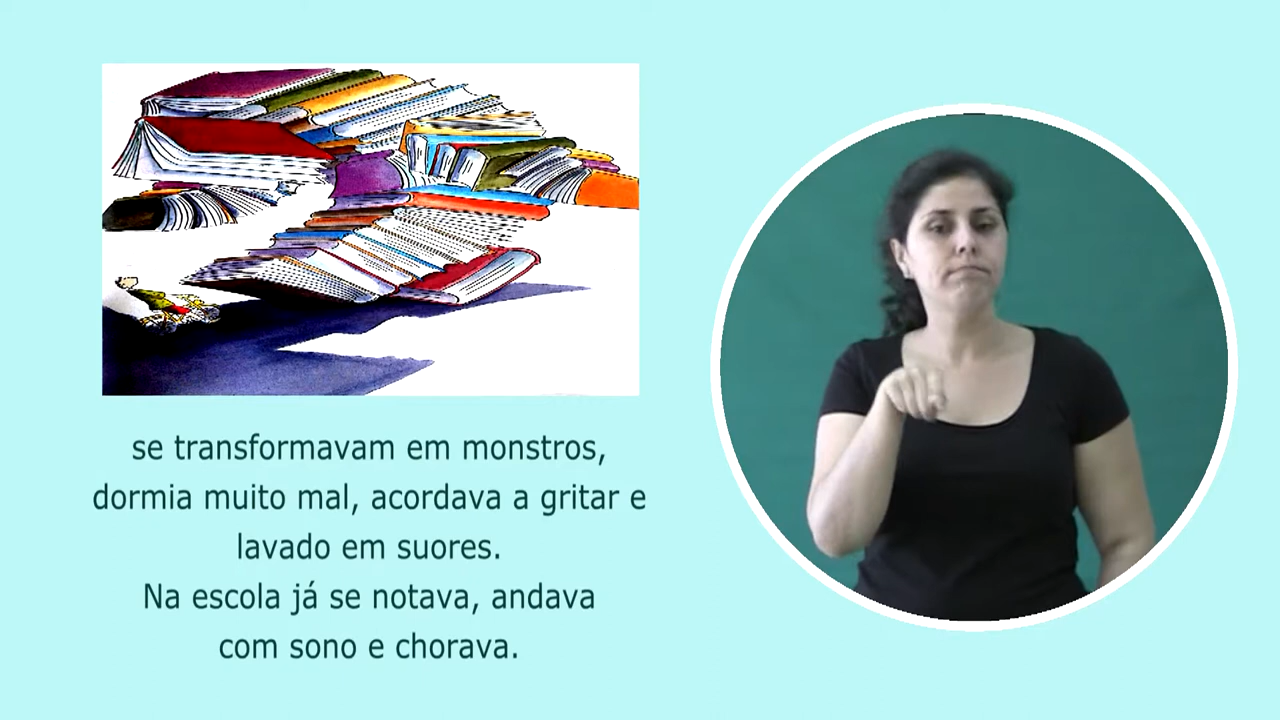 se transformavam em monstros,
dormia muito mal, acordava a gritar e
lavado em suores.
Na escola já se notava, andava
com sono e chorava.